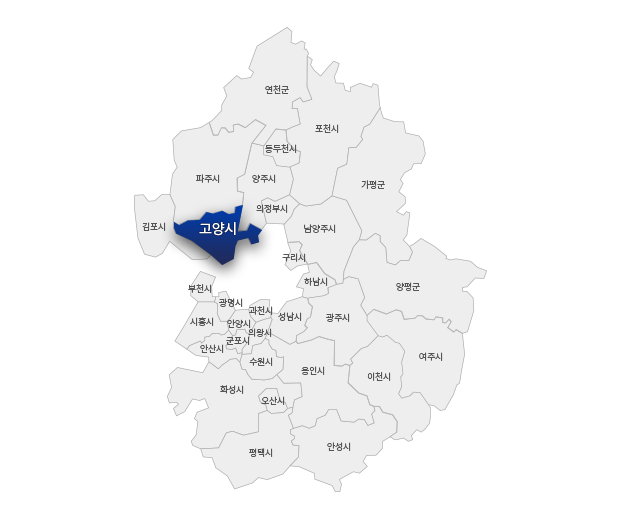 연천군
포천시
동두천시
파주시
양주시
가평군
의정부시
김포시
고양시
남양주시
구리시
하남시
양평군
부천시
광명시
과천시
시흥시
안양시
성남시
광주시
의왕시
군포시
안산시
수원시
여주시
용인시
이천시
화성시
오산시
안성시
평택시